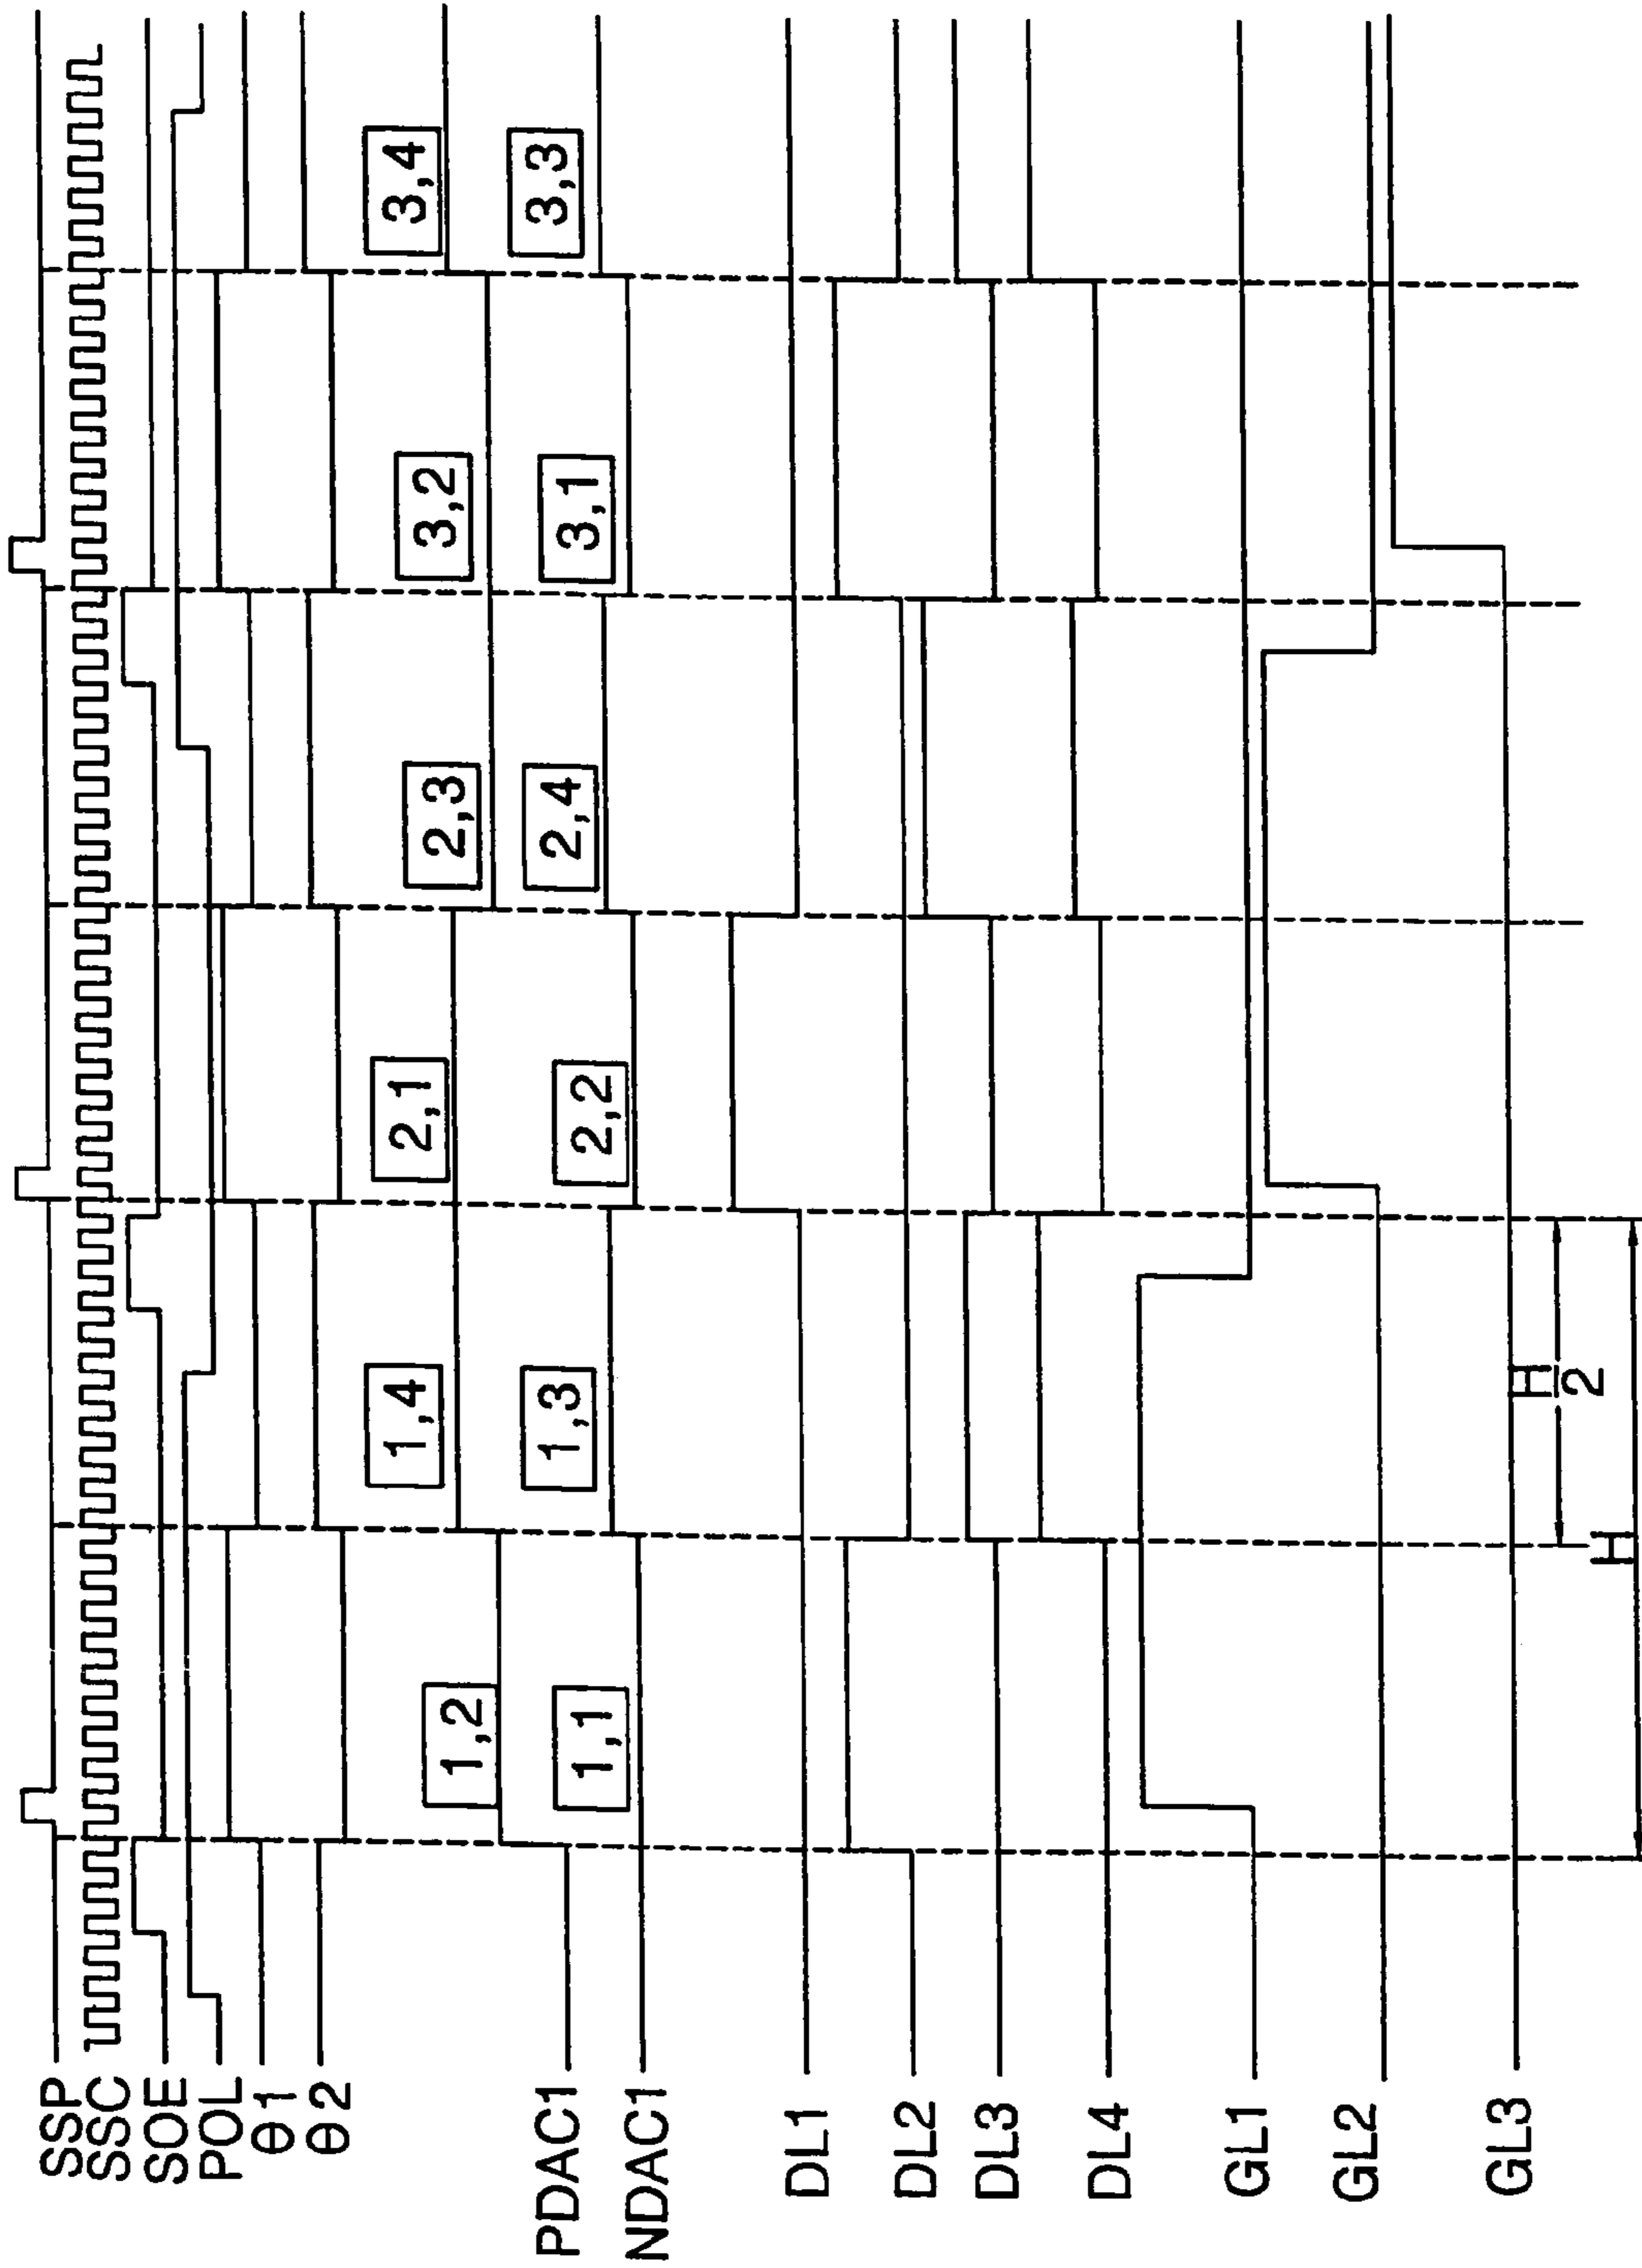 SSP
SSC
SOE
POL
θ1
θ2
PDAC1
1,2
1,4
2,1
2,3
3,2
3,4
NDAC1
1,1
1,3
2,2
2,4
3,1
3,3
DL1
DL2
DL3
DL4
GL1
GL2
GL3
H
2
H